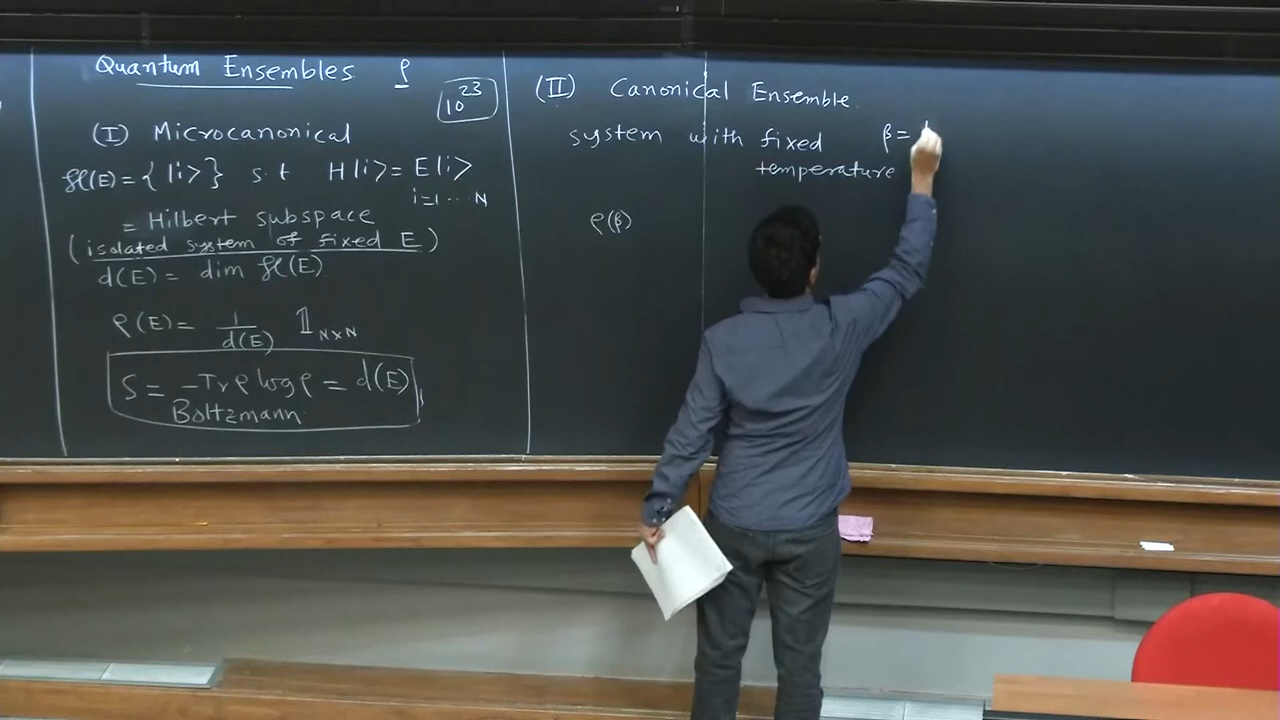 Quantum Ensembles ρ
10^23
(I) Microcanonical
ℋ(E) = { |i> } s.t H|i> = E|i>
i=1 ... N
= Hilbert subspace
(isolated system of fixed E)
d(E) = dim ℋ(E)
ρ(E) = 1/d(E) 𝟙 N×N
S = -Tr ρ log ρ = d(E)
Boltzmann
(II) Canonical Ensemble.
system with fixed β =
temperature
ρ(β)